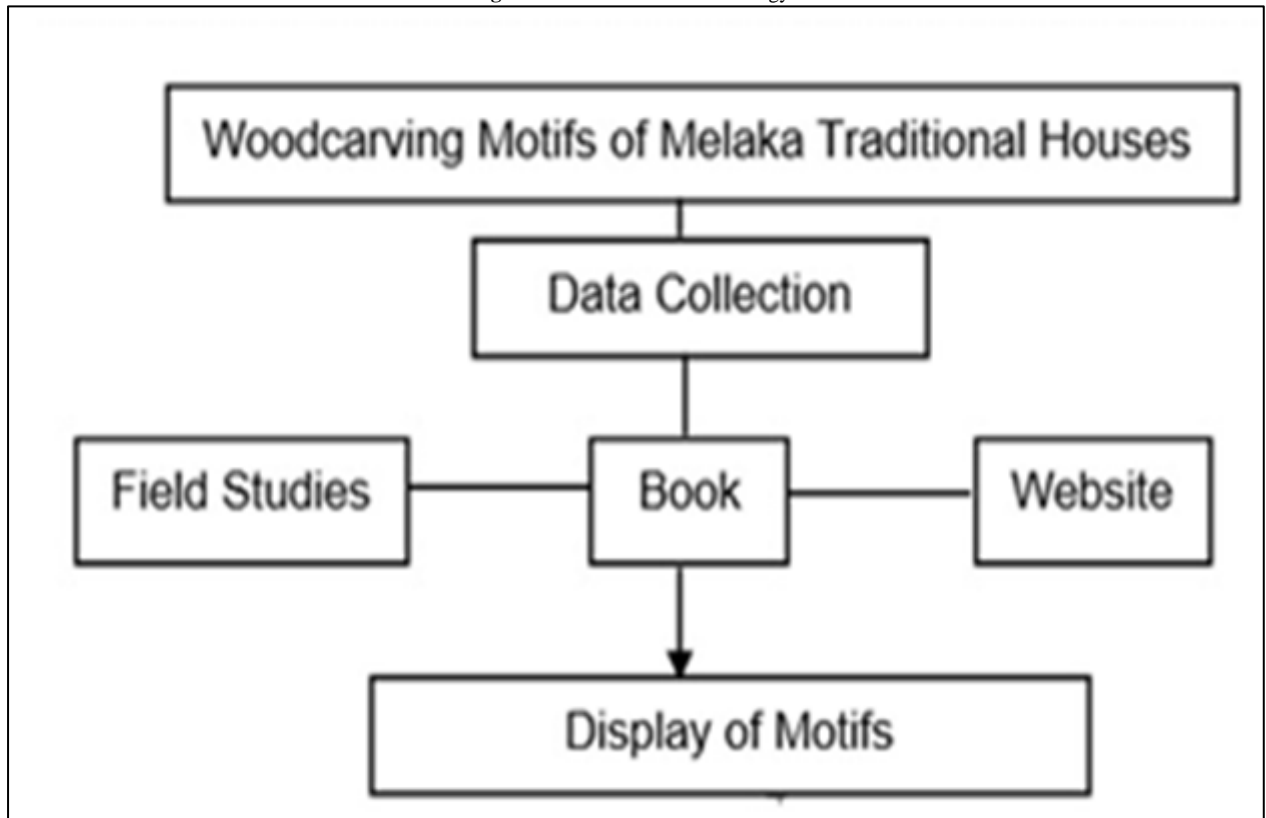 Woodcarving Motifs of Melaka Traditional Houses
Data Collection
Field Studies Book Website
Display of Motifs